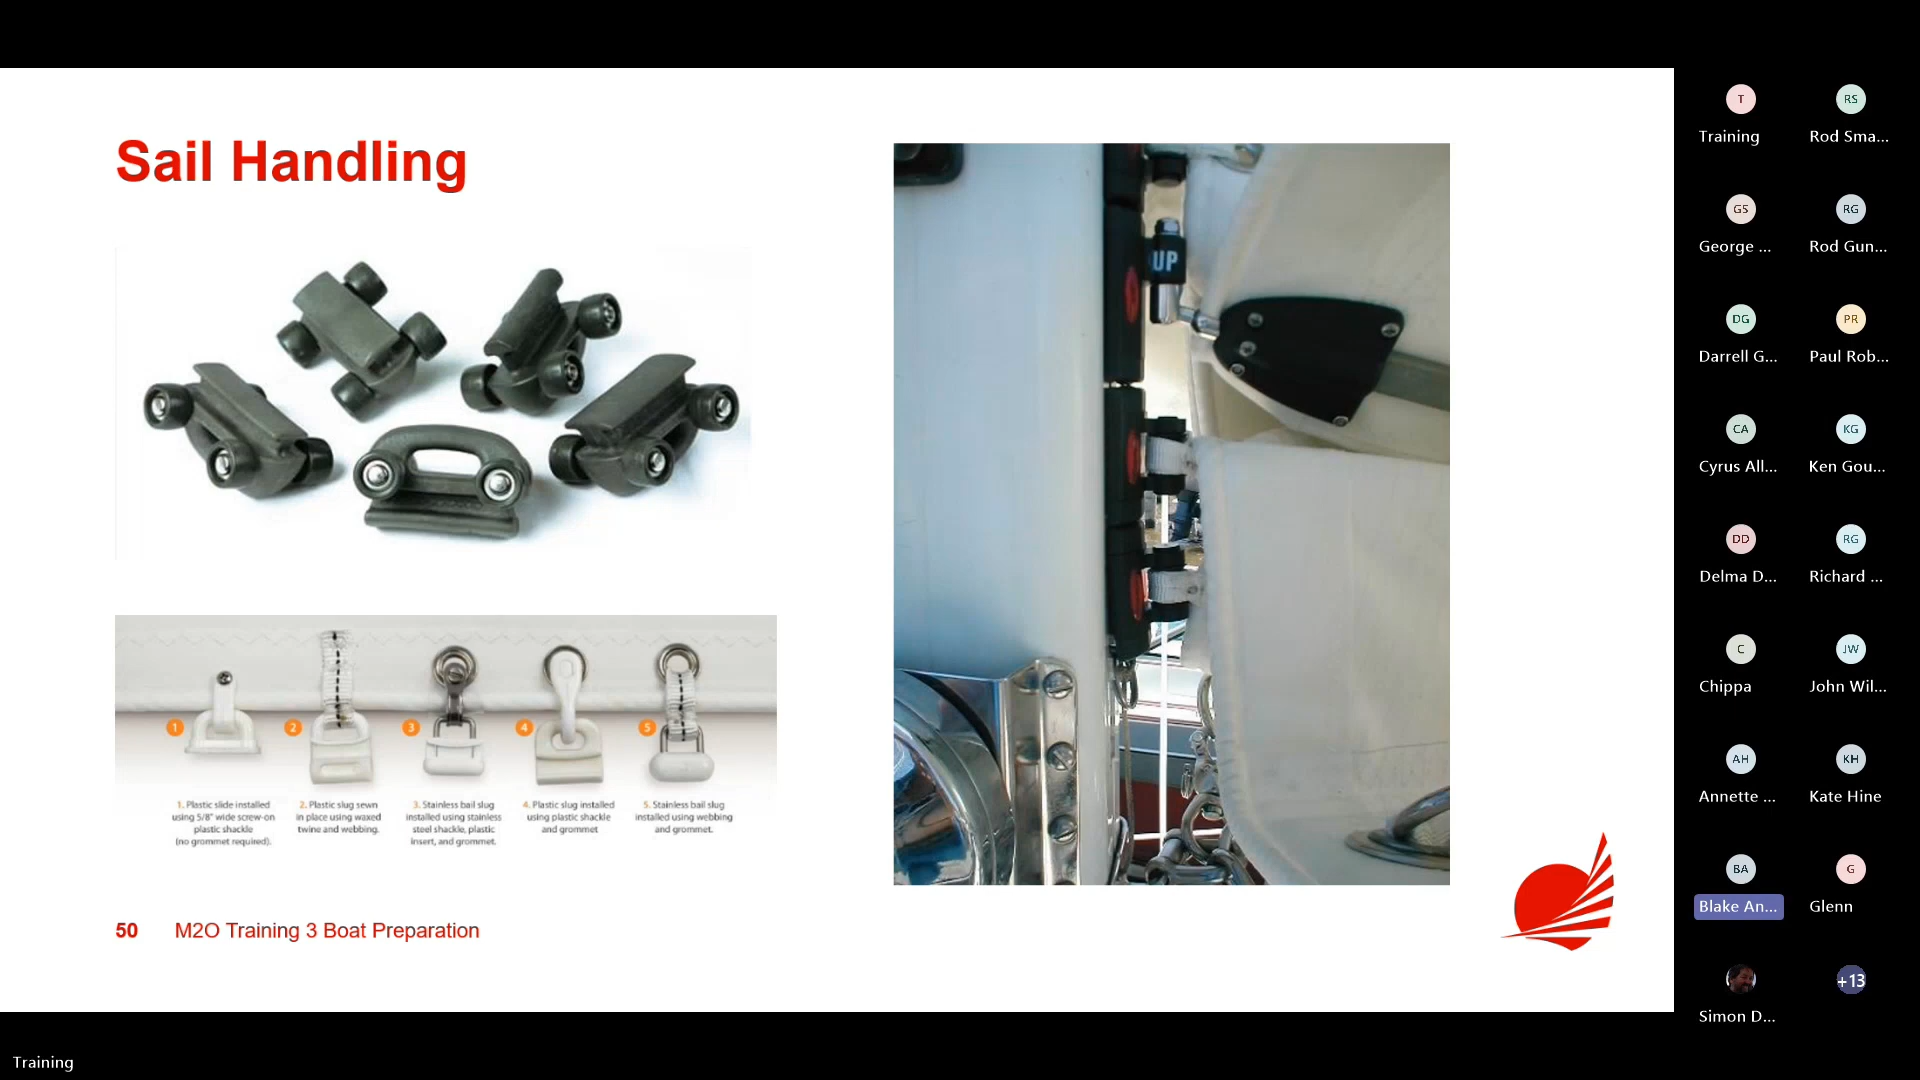 Sail Handling
UP
1
2
3
4
5
1. Plastic slide installed
using 5/8" wide screw-on
plastic shackle
(no grommet required).
2. Plastic slug sewn
in place using waxed
twine and webbing.
3. Stainless bail slug
installed using stainless
steel shackle, plastic
insert, and grommet.
4. Plastic slug installed
using plastic shackle
and grommet
5. Stainless bail slug
installed using webbing
and grommet.
50 M2O Training 3 Boat Preparation
T
Training
RS
Rod Sma...
GS
George ...
RG
Rod Gun...
DG
Darrell G...
PR
Paul Rob...
CA
Cyrus All...
KG
Ken Gou...
DD
Delma D...
RG
Richard ...
C
Chippa
JW
John Wil...
AH
Annette ...
KH
Kate Hine
BA
Blake An...
G
Glenn
Simon D...
+13
Training